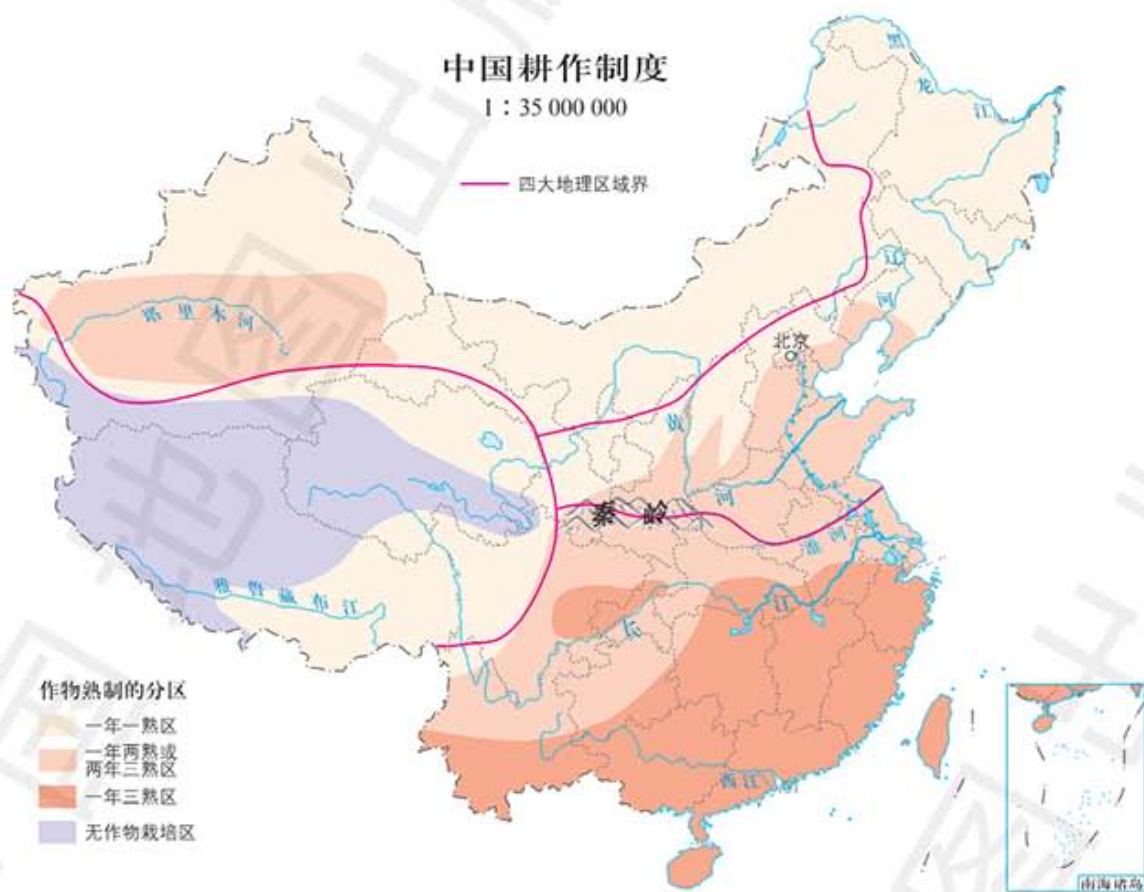 中国耕作制度
1：35 000 000
四大地理区域界
黑龙江
辽河
北京
塔里木河
黄河
秦岭
淮河
雅鲁藏布江
长江
西江
作物熟制的分区
一年一熟区
一年两熟或
两年三熟区
一年三熟区
无作物栽培区
南海诸岛